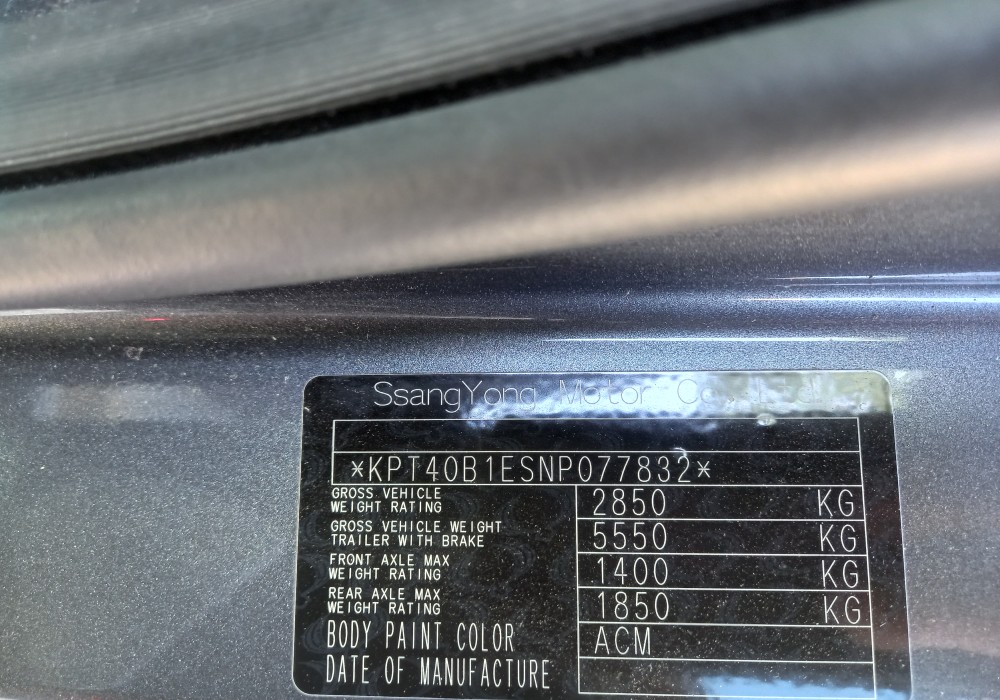 SsangYong Motor Co
*KPT40B1ESNP077832*
GROSS VEHICLE
WEIGHT RATING 2850 KG
GROSS VEHICLE WEIGHT
TRAILER WITH BRAKE 5550 KG
FRONT AXLE MAX
WEIGHT RATING 1400 KG
REAR AXLE MAX
WEIGHT RATING 1850 KG
BODY PAINT COLOR ACM
DATE OF MANUFACTURE